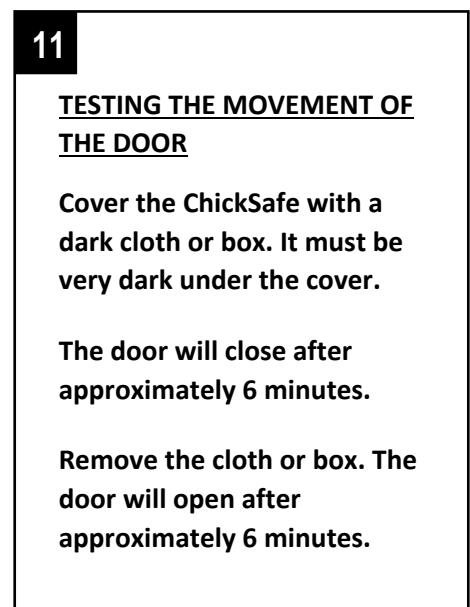 11
TESTING THE MOVEMENT OF
THE DOOR
Cover the ChickSafe with a
dark cloth or box. It must be
very dark under the cover.
The door will close after
approximately 6 minutes.
Remove the cloth or box. The
door will open after
approximately 6 minutes.